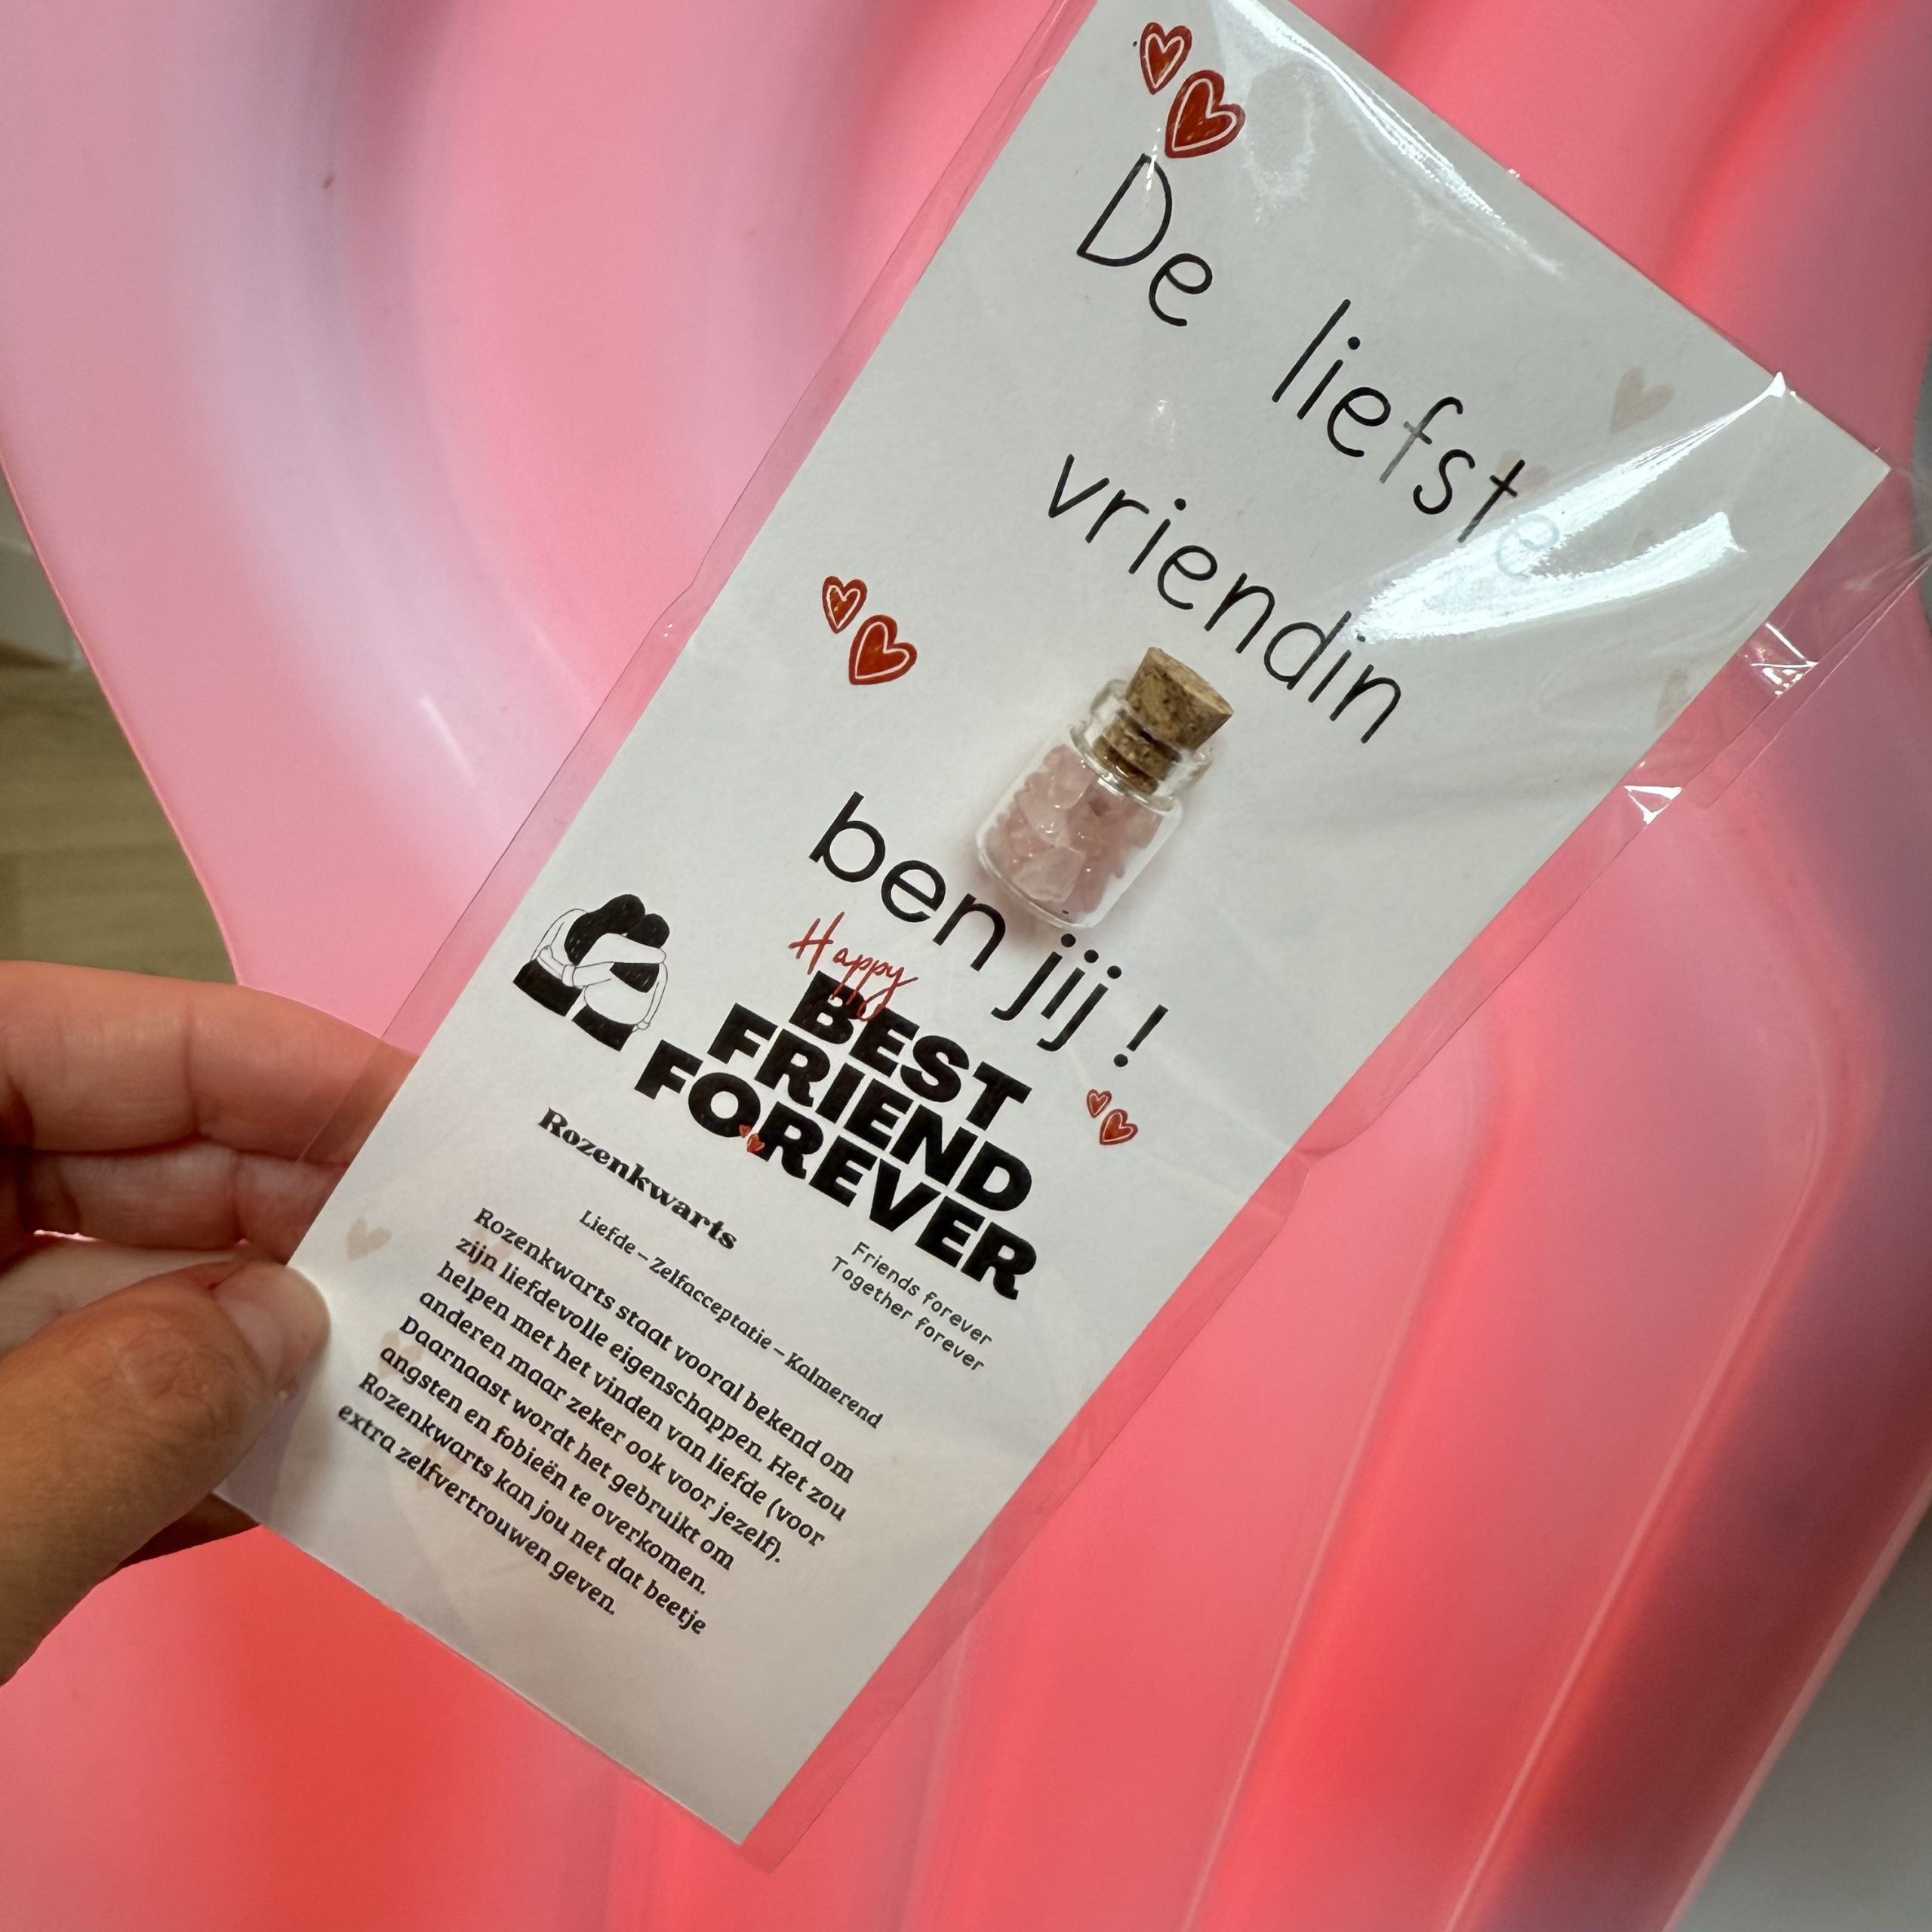 De liefste
vriendin
ben jij!
Happy
BEST
FRIEND
FOREVER
Friends forever
Together forever
Rozenkwarts
Liefde – Zelfacceptatie – Kalmerend
Rozenkwarts staat vooral bekend om
zijn liefdevolle eigenschappen. Het zou
helpen met het vinden van liefde (voor
anderen maar zeker ook voor jezelf).
Daarnaast wordt het gebruikt om
angsten en fobieën te overkomen.
Rozenkwarts kan jou net dat beetje
extra zelfvertrouwen geven.